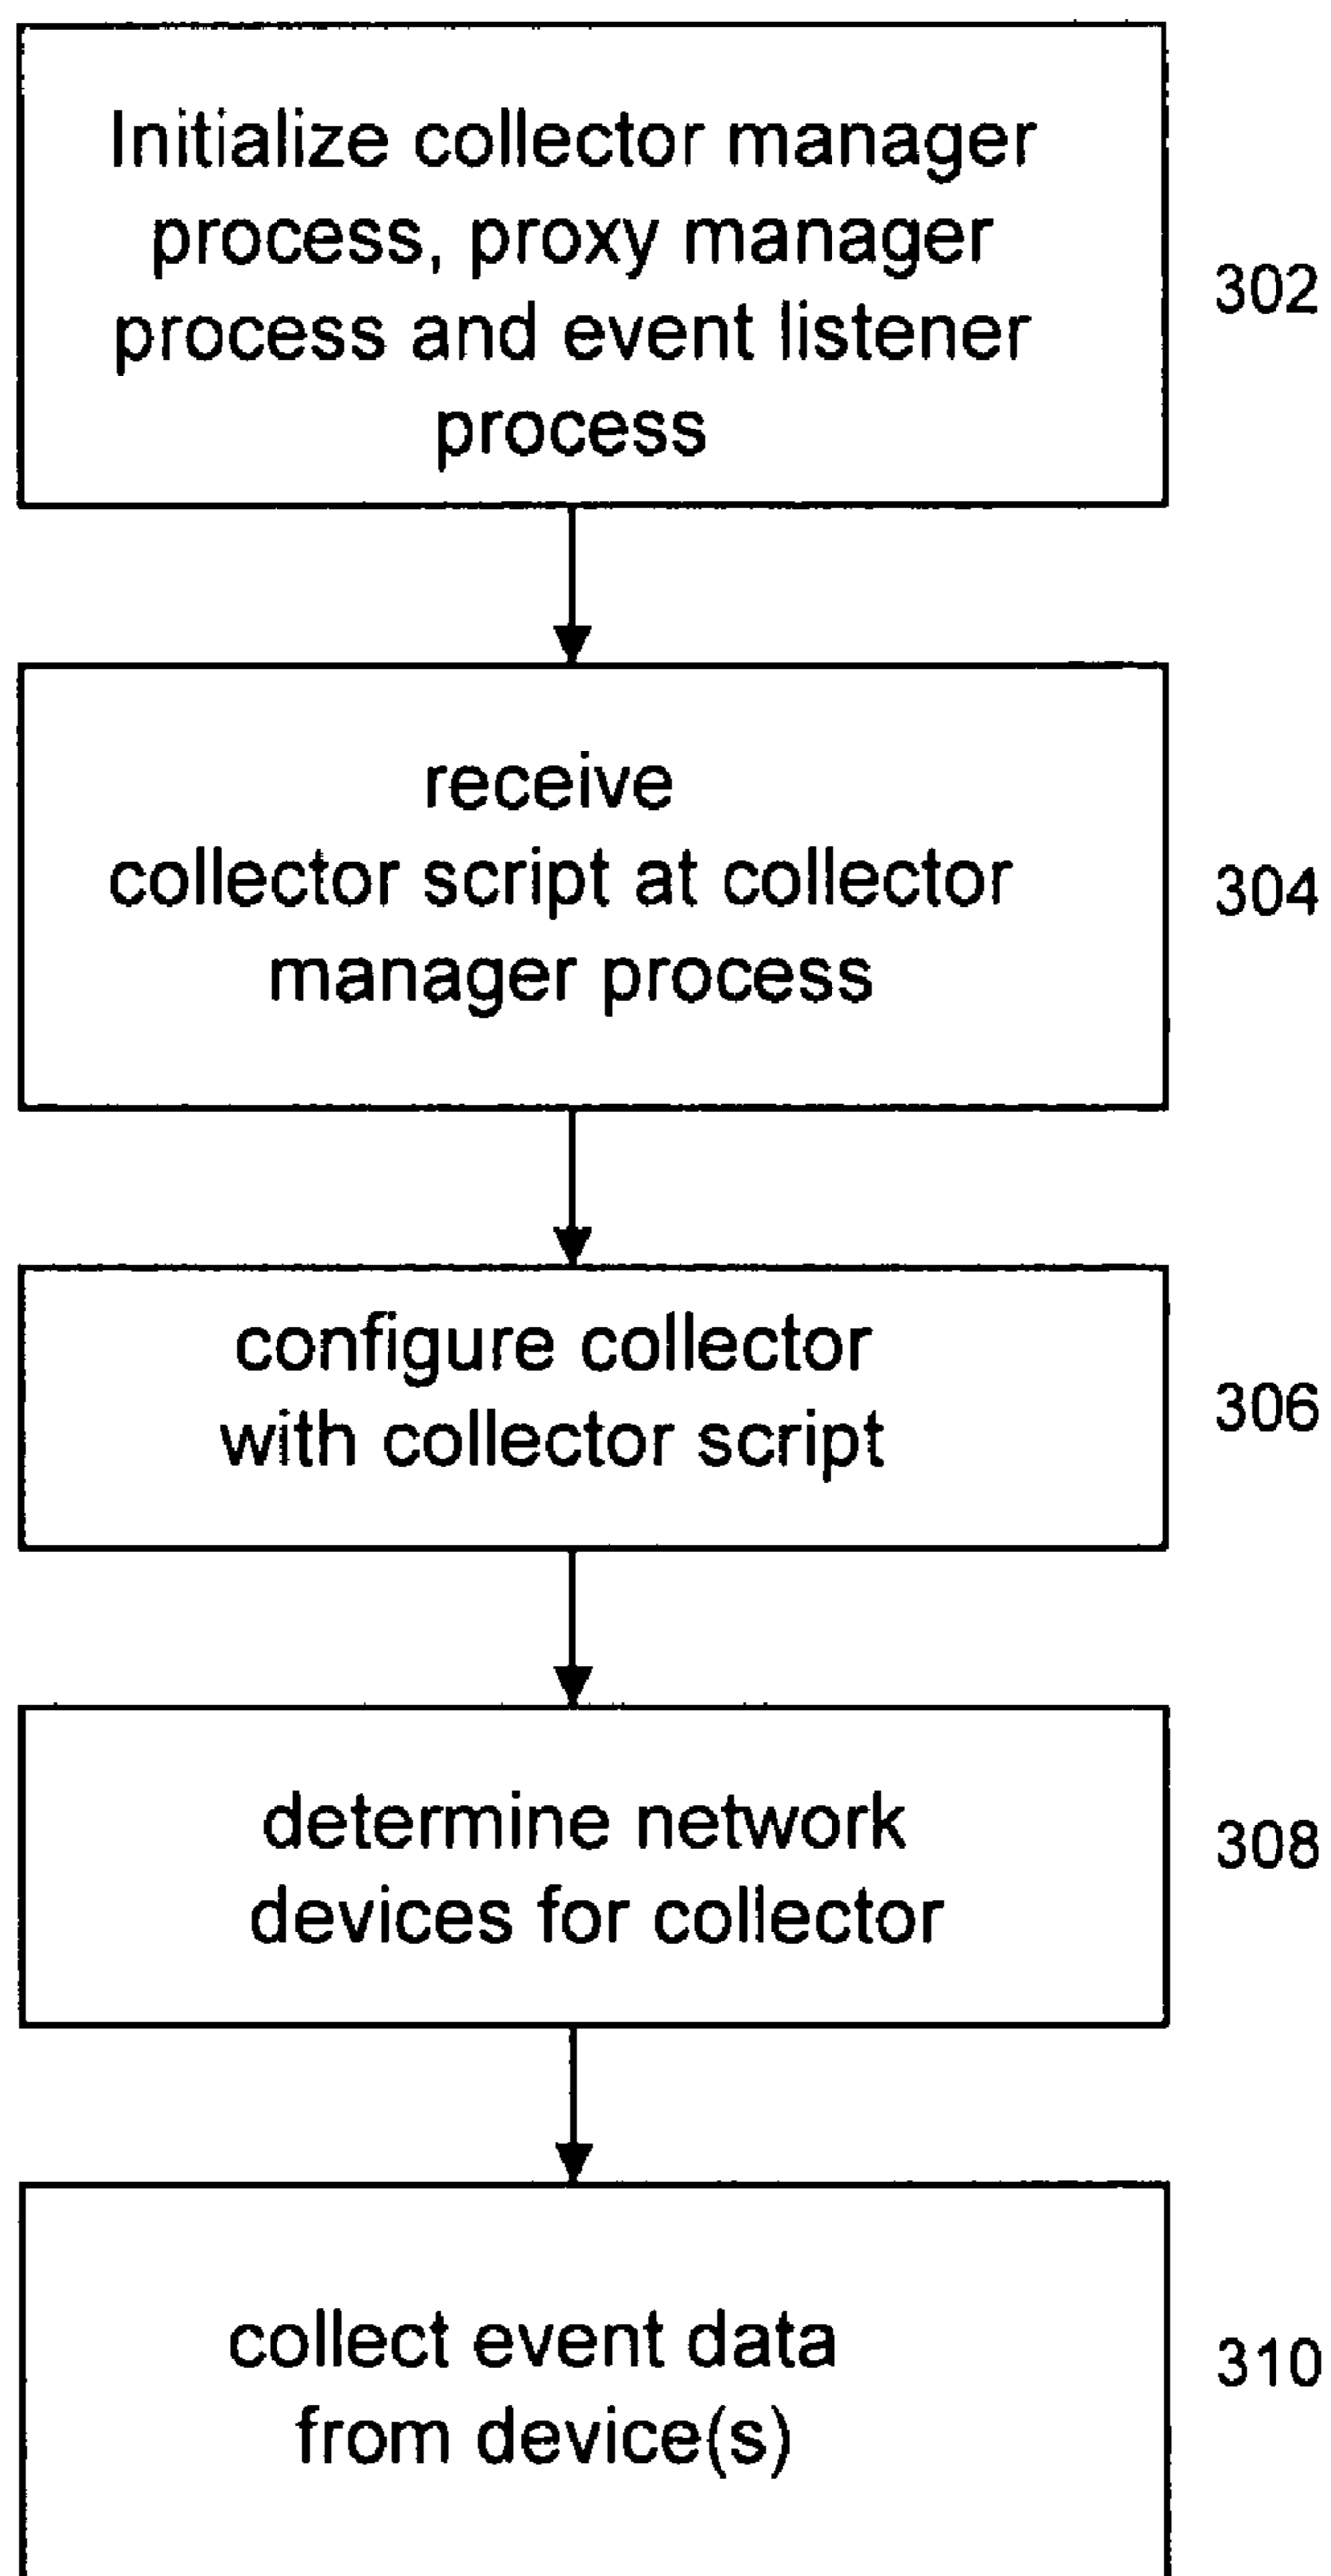 Initialize collector manager
process, proxy manager
process and event listener
process
302
receive
collector script at collector
manager process
304
configure collector
with collector script
306
determine network
devices for collector
308
collect event data
from device(s)
310